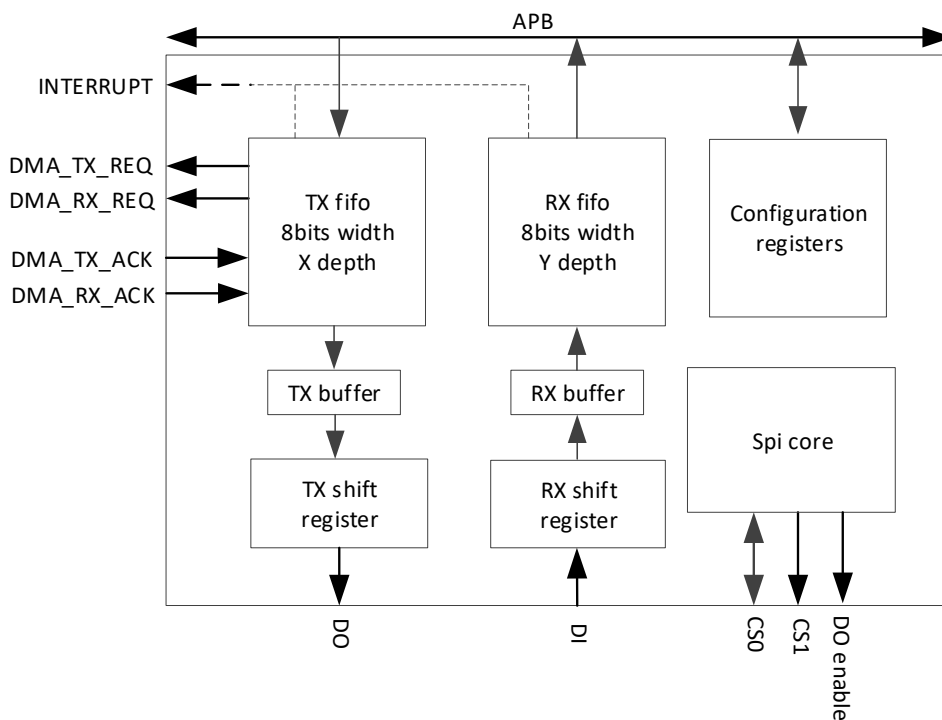 APB
INTERRUPT
DMA_TX_REQ
DMA_RX_REQ
DMA_TX_ACK
DMA_RX_ACK
TX fifo
8bits width
X depth
RX fifo
8bits width
Y depth
Configuration
registers
TX buffer
RX buffer
Spi core
TX shift
register
RX shift
register
DO
DI
CS0
CS1
DO enable